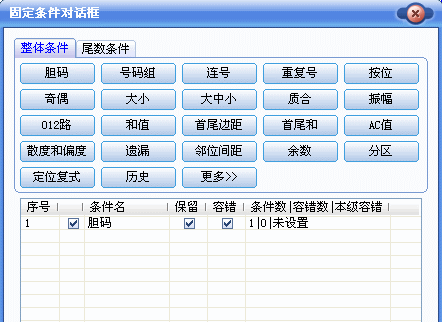 固定条件对话框
整体条件 尾数条件
胆码 号码组 连号 重复号 按位
奇偶 大小 大中小 质合 振幅
012路 和值 首尾边距 首尾和 AC值
散度和偏度 遗漏 邻位间距 余数 分区
定位复式 历史 更多>>
序号 条件名 保留 容错 条件数|容错数|本级容错
1 胆码 1|0|未设置